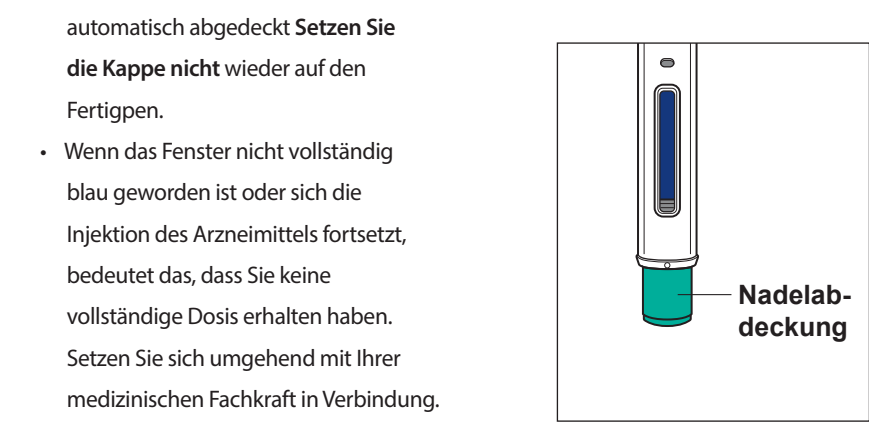 automatisch abgedeckt Setzen Sie
die Kappe nicht wieder auf den
Fertigpen.
• Wenn das Fenster nicht vollständig
blau geworden ist oder sich die
Injektion des Arzneimittels fortsetzt,
bedeutet das, dass Sie keine
vollständige Dosis erhalten haben.
Setzen Sie sich umgehend mit Ihrer
medizinischen Fachkraft in Verbindung.
Nadelab-
deckung